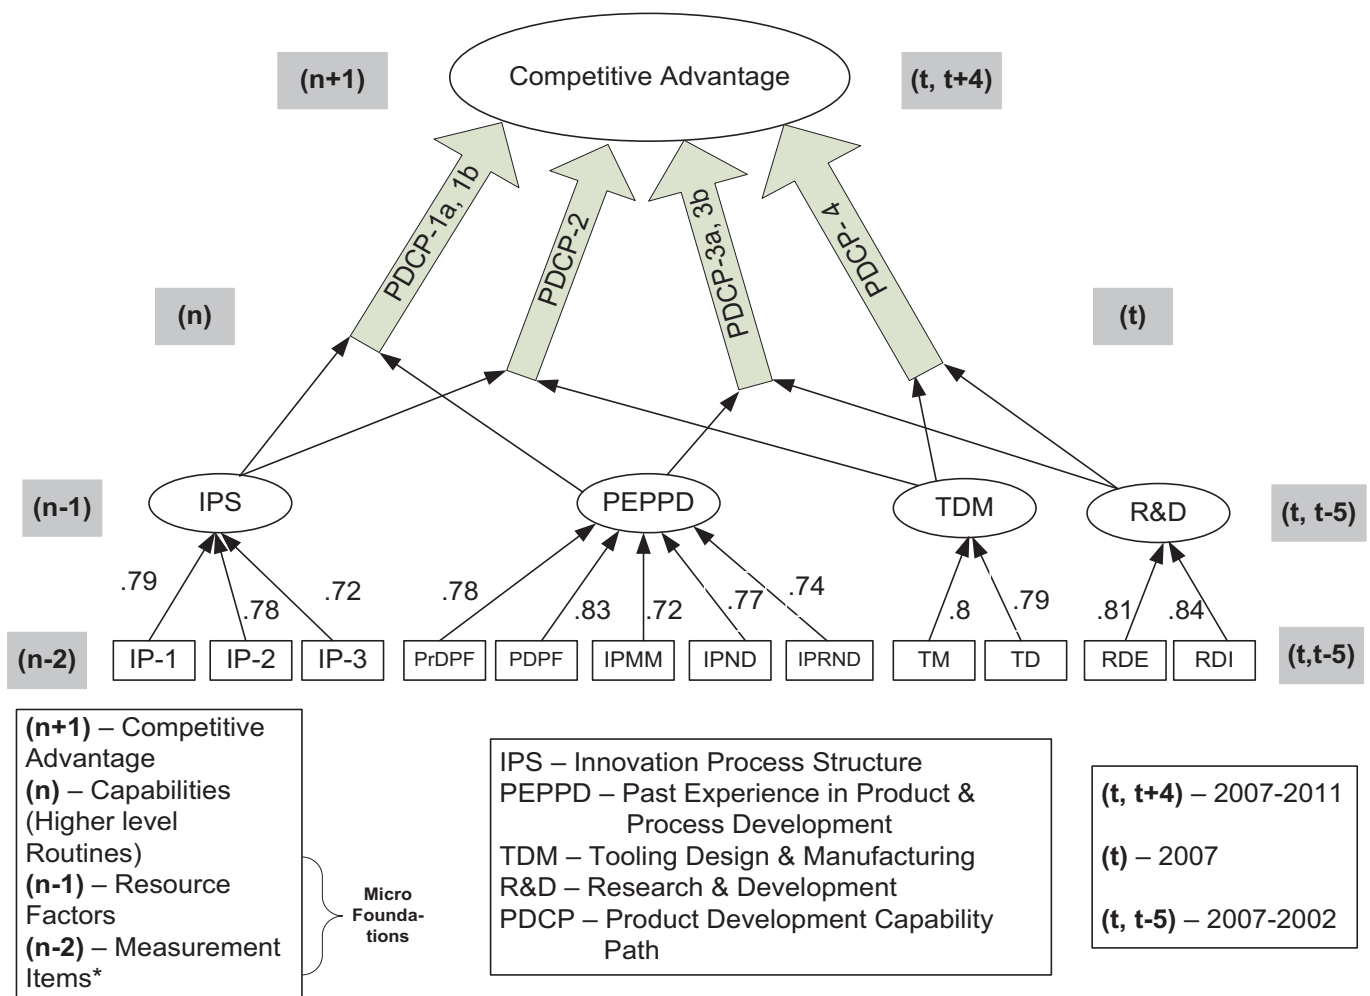 (n+1)
Competitive Advantage
(t, t+4)
PDCP-1a, 1b
PDCP-2
PDCP-3a, 3b
PDCP-4
(n)
(t)
(n-1)
IPS
PEPPD
TDM
R&D
(t, t-5)
.79
.78
.72
.78
.83
.72
.77
.74
.8
.79
.81
.84
(n-2)
IP-1
IP-2
IP-3
PrDPF
PDPF
IPMM
IPND
IPRND
TM
TD
RDE
RDI
(t,t-5)
(n+1) – Competitive
Advantage
(n) – Capabilities
(Higher level
Routines)
(n-1) – Resource
Factors
(n-2) – Measurement
Items*
Micro
Founda-
tions
IPS – Innovation Process Structure
PEPPD – Past Experience in Product &
Process Development
TDM – Tooling Design & Manufacturing
R&D – Research & Development
PDCP – Product Development Capability
Path
(t, t+4) – 2007-2011
(t) – 2007
(t, t-5) – 2007-2002